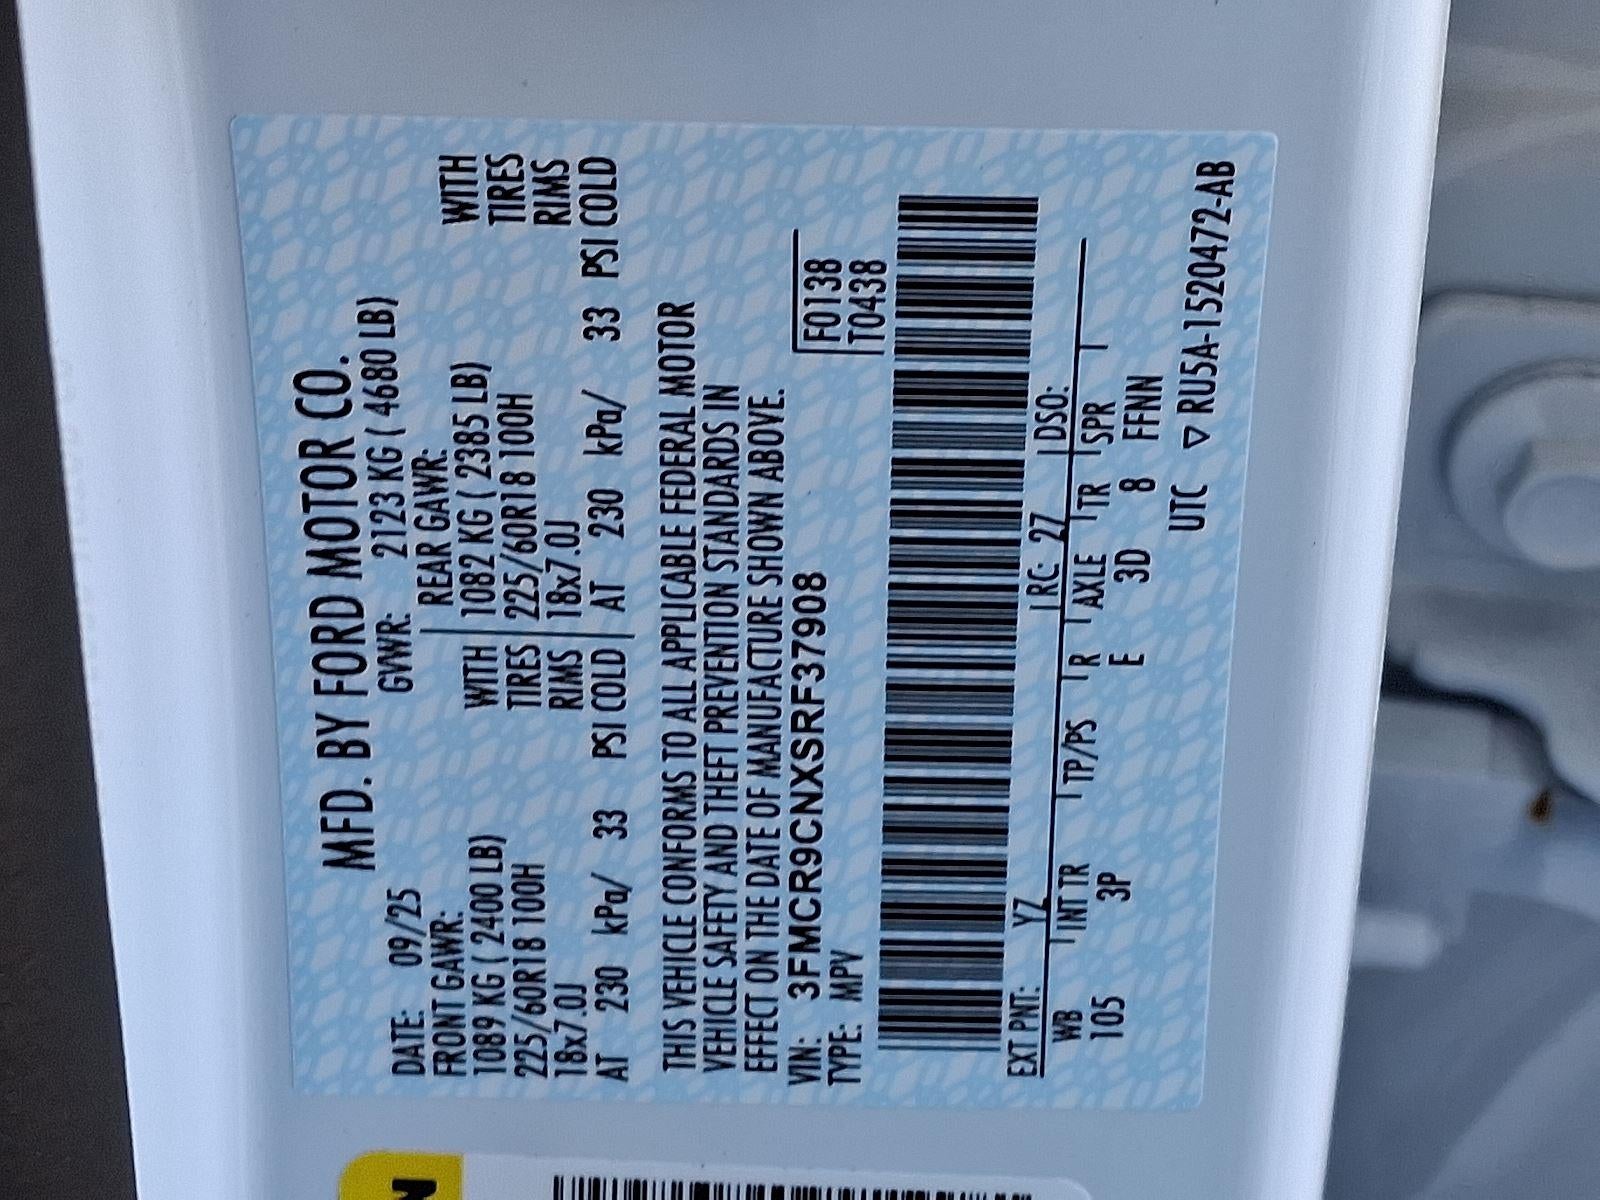 MFD. BY FORD MOTOR CO.
DATE: 09/25 GVWR: 2123 KG ( 4680 LB)
FRONT GAWR: REAR GAWR:
1089 KG ( 2400 LB) WITH 1082 KG ( 2385 LB) WITH
225/60R18 100H TIRES 225/60R18 100H TIRES
18x7.0J RIMS 18x7.0J RIMS
AT 230 kPa/ 33 PSI COLD AT 230 kPa/ 33 PSI COLD
THIS VEHICLE CONFORMS TO ALL APPLICABLE FEDERAL MOTOR
VEHICLE SAFETY AND THEFT PREVENTION STANDARDS IN
EFFECT ON THE DATE OF MANUFACTURE SHOWN ABOVE.
VIN: 3FMCR9CNXSRF37908 F0138
TYPE: MPV T0438
EXT PNT: YZ RC: 27 DSO:
WB INT TR TP/PS R AXLE TR SPR
105 3P E 3D 8 FFNN
UTC ▽ RU5A-1520472-AB
N